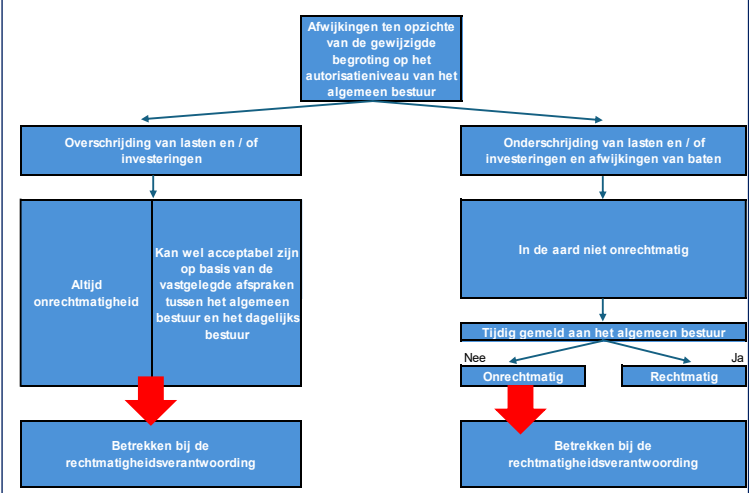 Afwijkingen ten opzichte
van de gewijzigde
begroting op het
autorisatieniveau van het
algemeen bestuur
Overschrijding van lasten en / of
investeringen
Onderschrijding van lasten en / of
investeringen en afwijkingen van baten
Altijd
onrechtmatigheid
Kan wel acceptabel zijn
op basis van de
vastgelegde afspraken
tussen het algemeen
bestuur en het dagelijks
bestuur
In de aard niet onrechtmatig
Tijdig gemeld aan het algemeen bestuur
Nee
Ja
Onrechtmatig
Rechtmatig
Betrekken bij de
rechtmatigheidsverantwoording
Betrekken bij de
rechtmatigheidsverantwoording